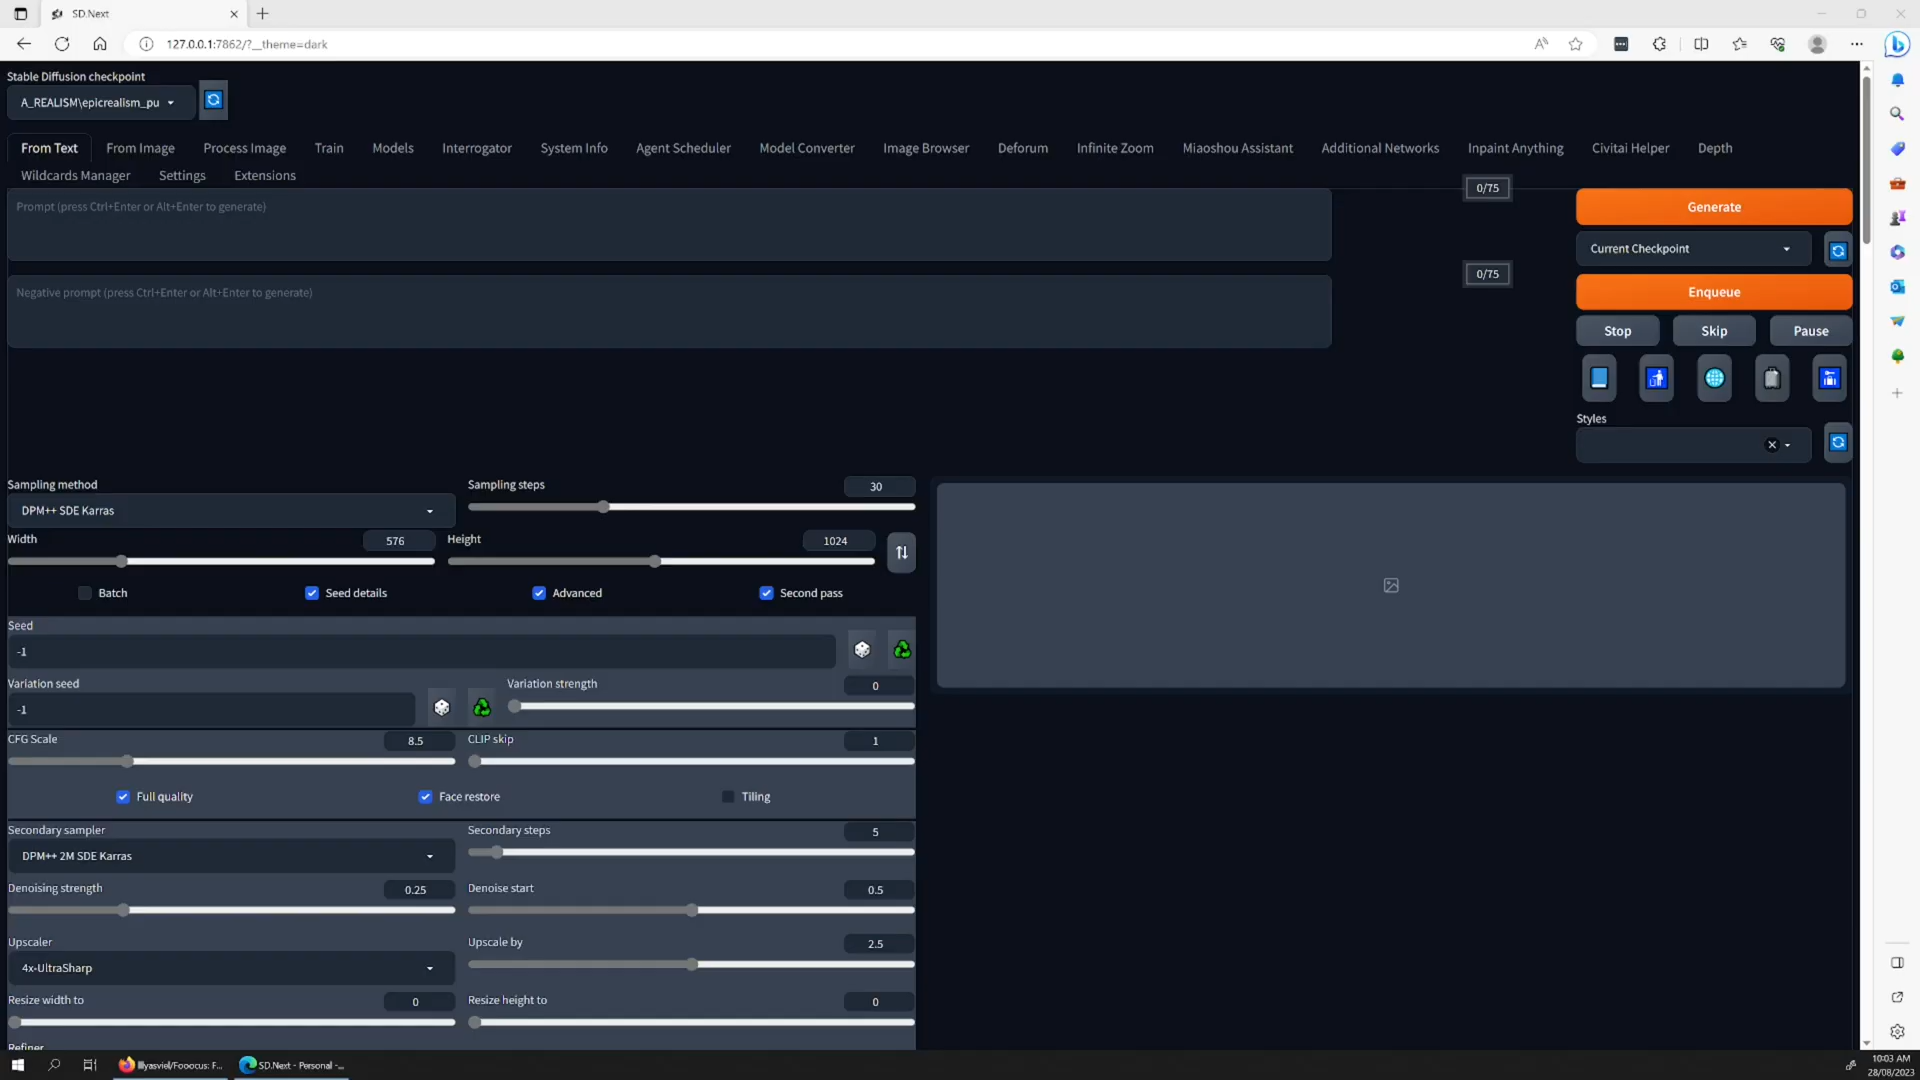 SD.Next
127.0.0.1:7862/?__theme=dark
Stable Diffusion checkpoint
A_REALISM\epicrealism_pu
From Text From Image Process Image Train Models Interrogator System Info Agent Scheduler Model Converter Image Browser Deforum Infinite Zoom Miaoshou Assistant Additional Networks Inpaint Anything Civitai Helper Depth
Wildcards Manager Settings Extensions
Prompt (press Ctrl+Enter or Alt+Enter to generate)
0/75
Generate
Current Checkpoint
Negative prompt (press Ctrl+Enter or Alt+Enter to generate)
0/75
Enqueue
Stop Skip Pause
Styles
Sampling method
DPM++ SDE Karras
Sampling steps
30
Width
576
Height
1024
Batch Seed details Advanced Second pass
Seed
-1
Variation seed
-1
Variation strength
0
CFG Scale
8.5
CLIP skip
1
Full quality Face restore Tiling
Secondary sampler
DPM++ 2M SDE Karras
Secondary steps
5
Denoising strength
0.25
Denoise start
0.5
Upscaler
4x-UltraSharp
Upscale by
2.5
Resize width to
0
Resize height to
0
Refiner
lllyasviel/Fooocus: F...
SD.Next - Personal -...
10:03 AM
28/08/2023